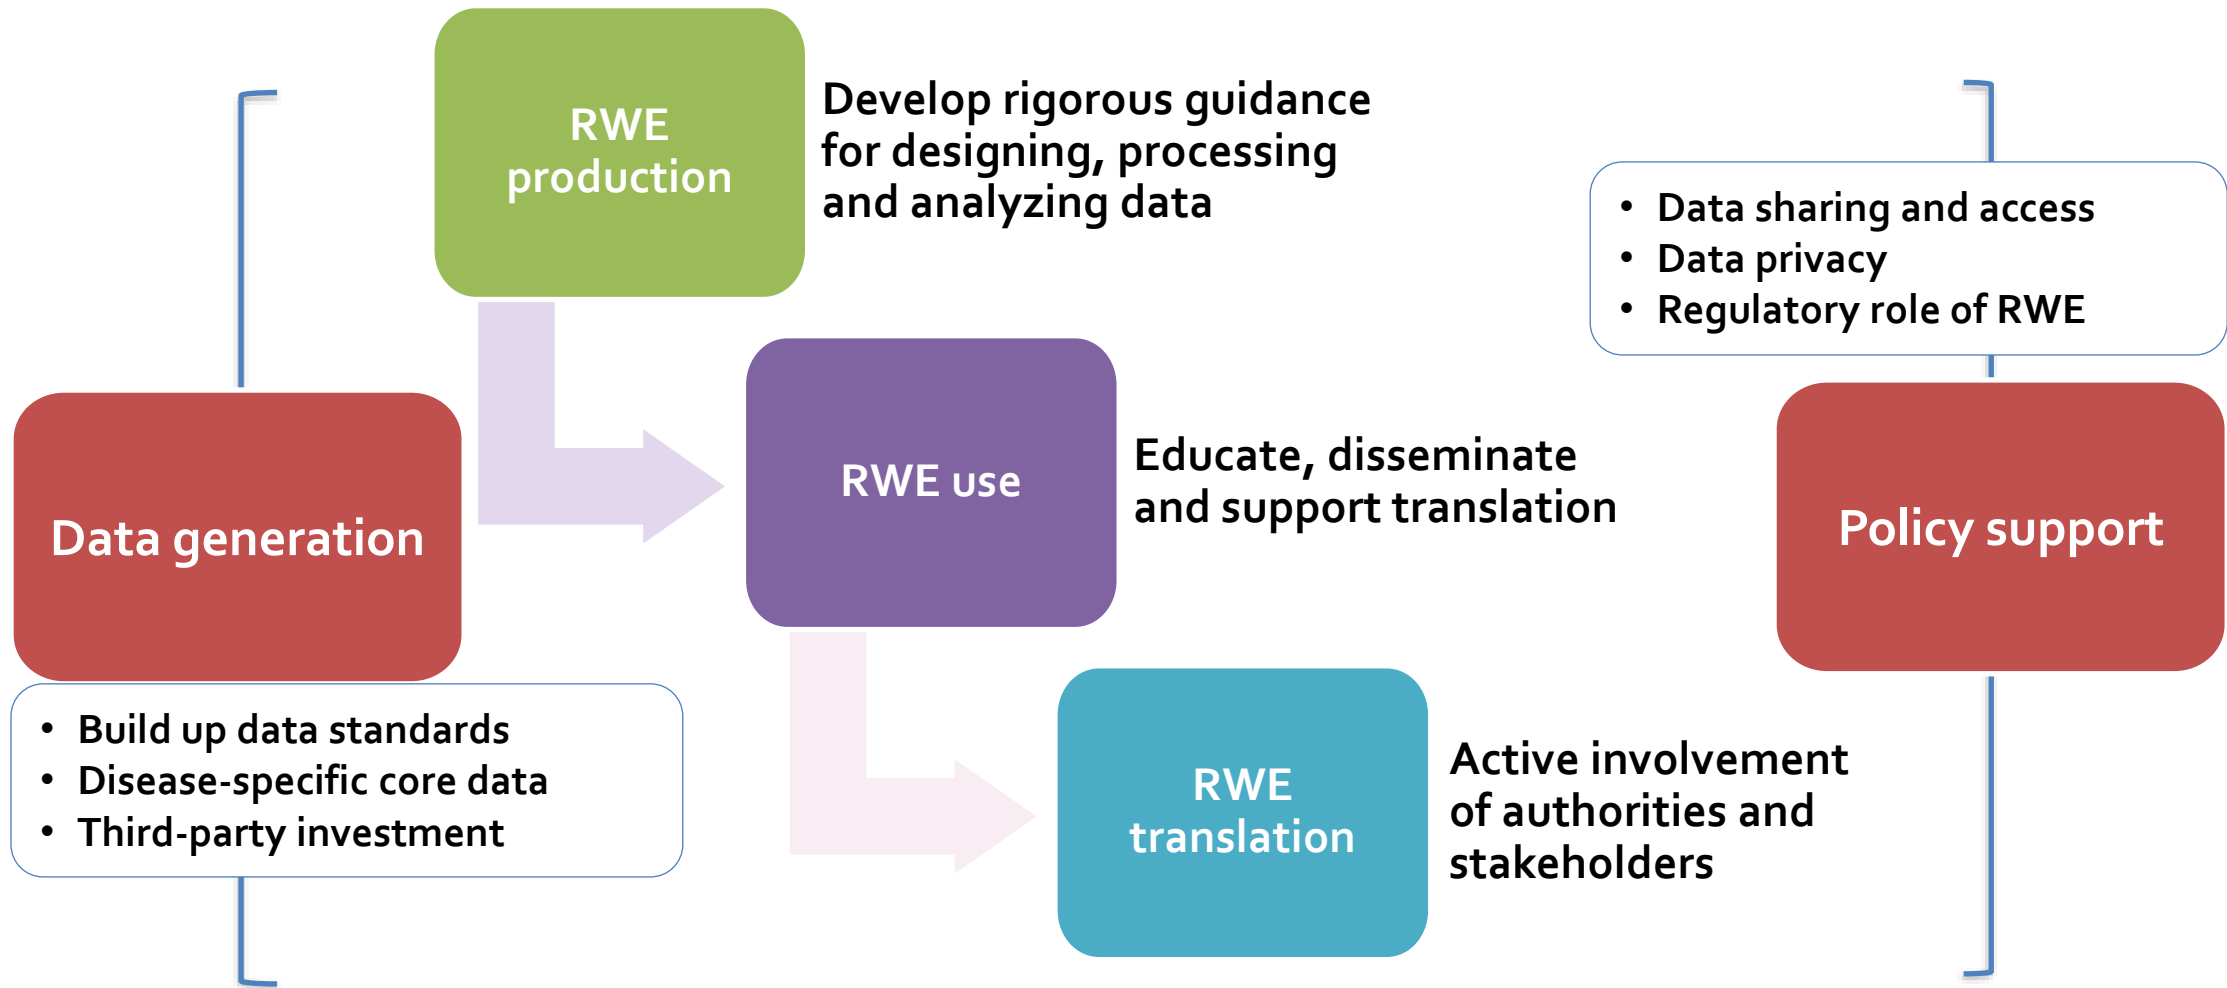 RWE
production
Develop rigorous guidance
for designing, processing
and analyzing data
• Data sharing and access
• Data privacy
• Regulatory role of RWE
Data generation
RWE use
Educate, disseminate
and support translation
Policy support
• Build up data standards
• Disease-specific core data
• Third-party investment
RWE
translation
Active involvement
of authorities and
stakeholders